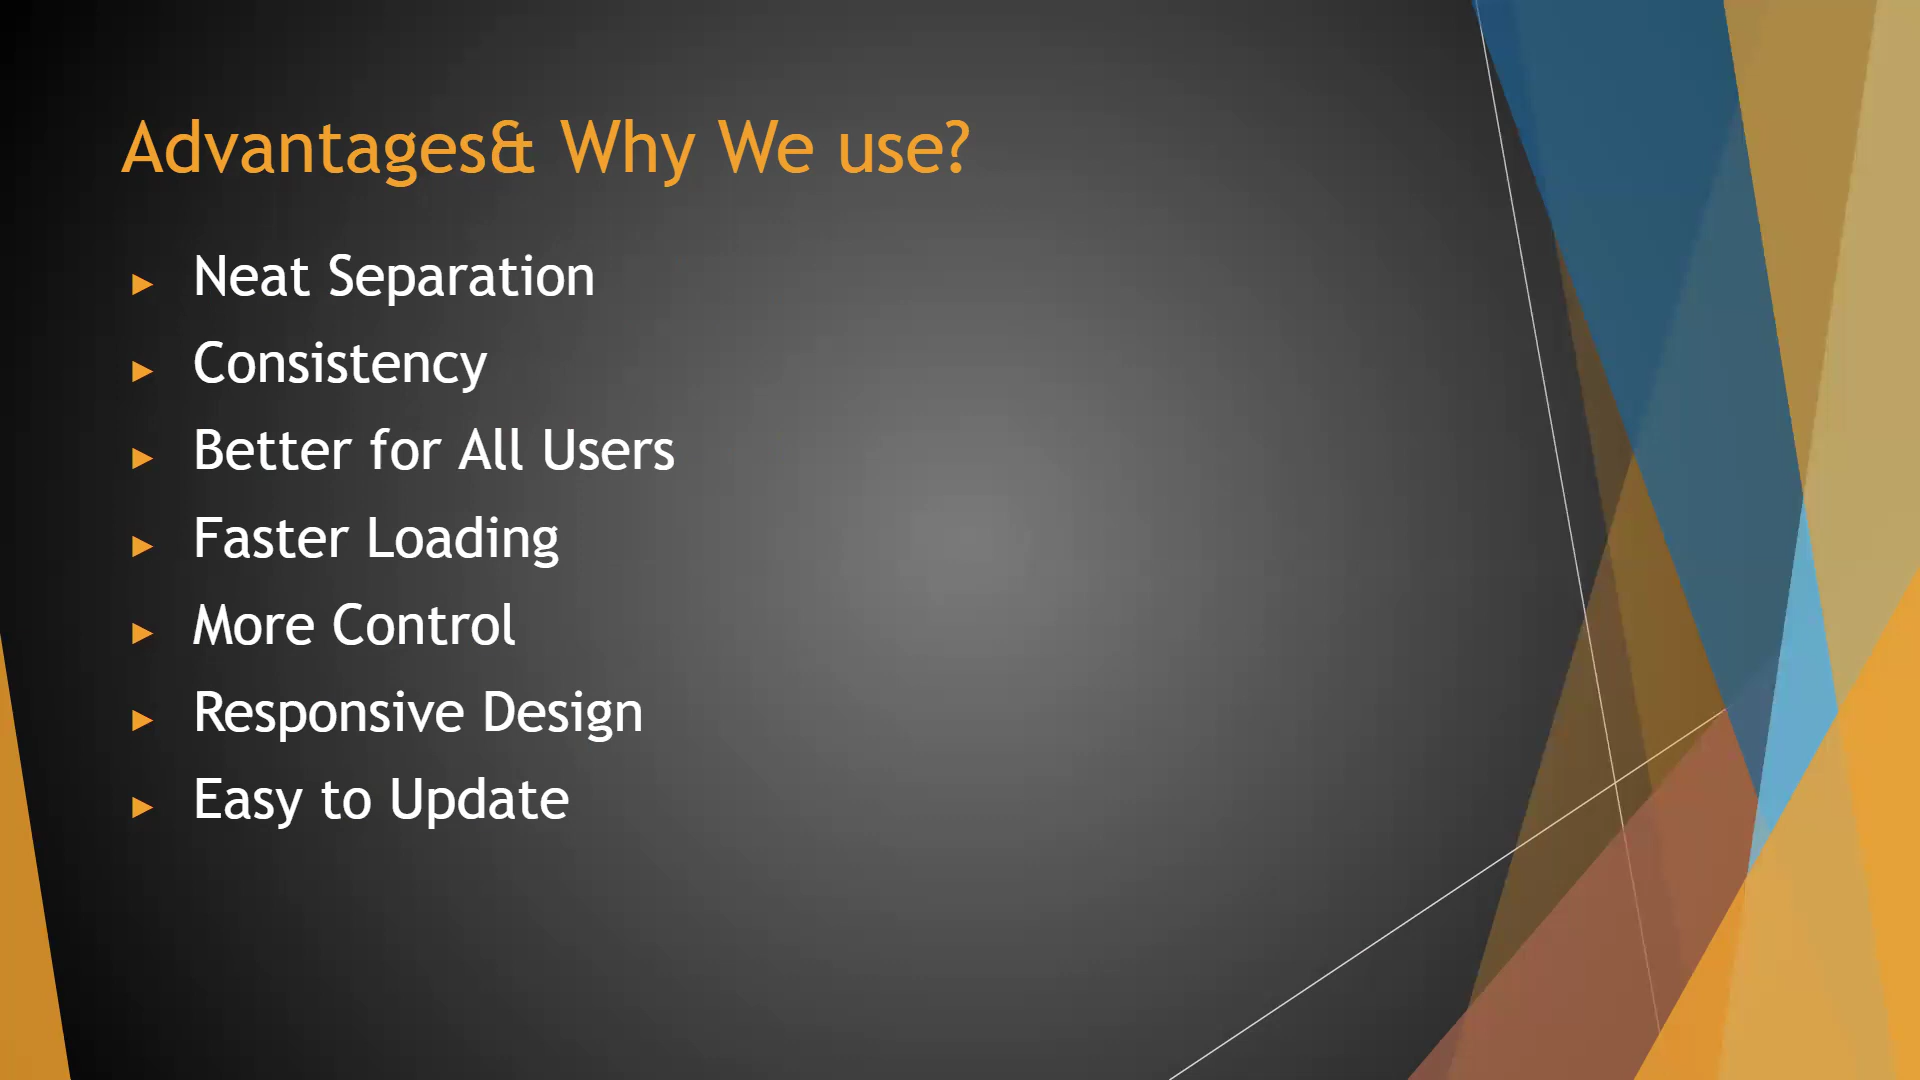 Advantages& Why We use?
Neat Separation
Consistency
Better for All Users
Faster Loading
More Control
Responsive Design
Easy to Update